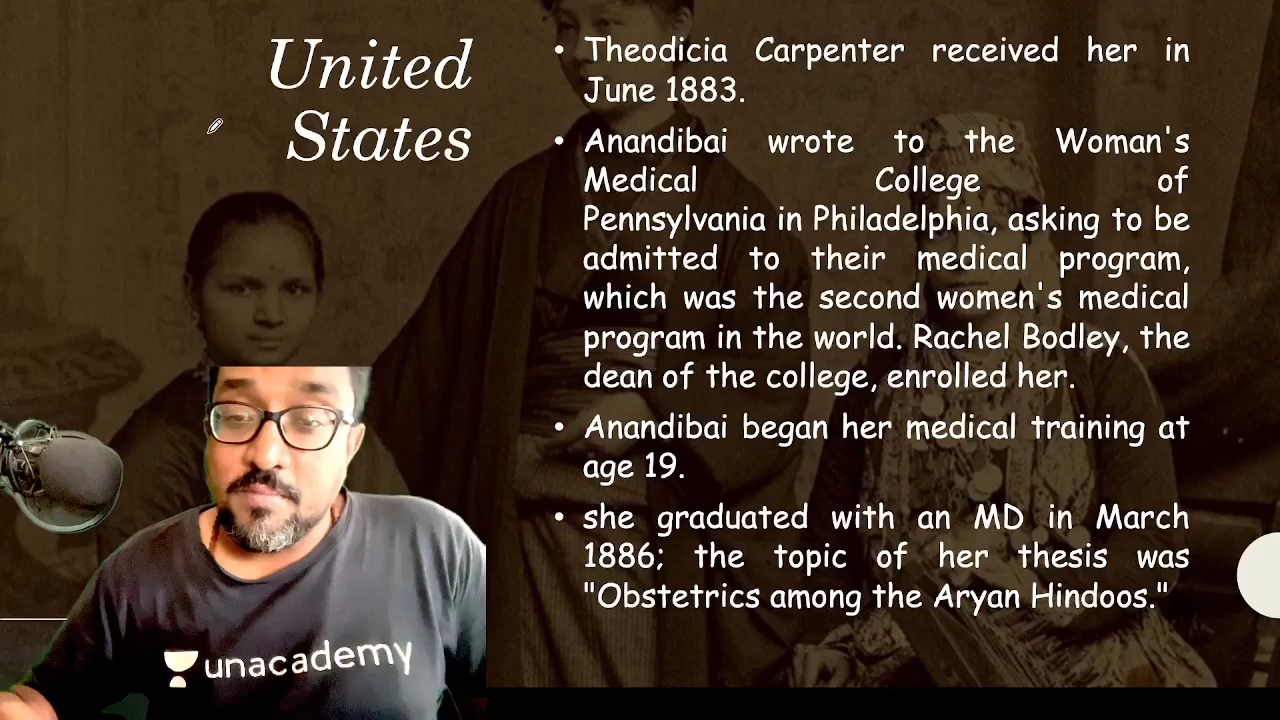 United
States
• Theodicia Carpenter received her in
June 1883.
• Anandibai wrote to the Woman's
Medical College of
Pennsylvania in Philadelphia, asking to be
admitted to their medical program,
which was the second women's medical
program in the world. Rachel Bodley, the
dean of the college, enrolled her.
• Anandibai began her medical training at
age 19.
• she graduated with an MD in March
1886; the topic of her thesis was
"Obstetrics among the Aryan Hindoos."
unacademy